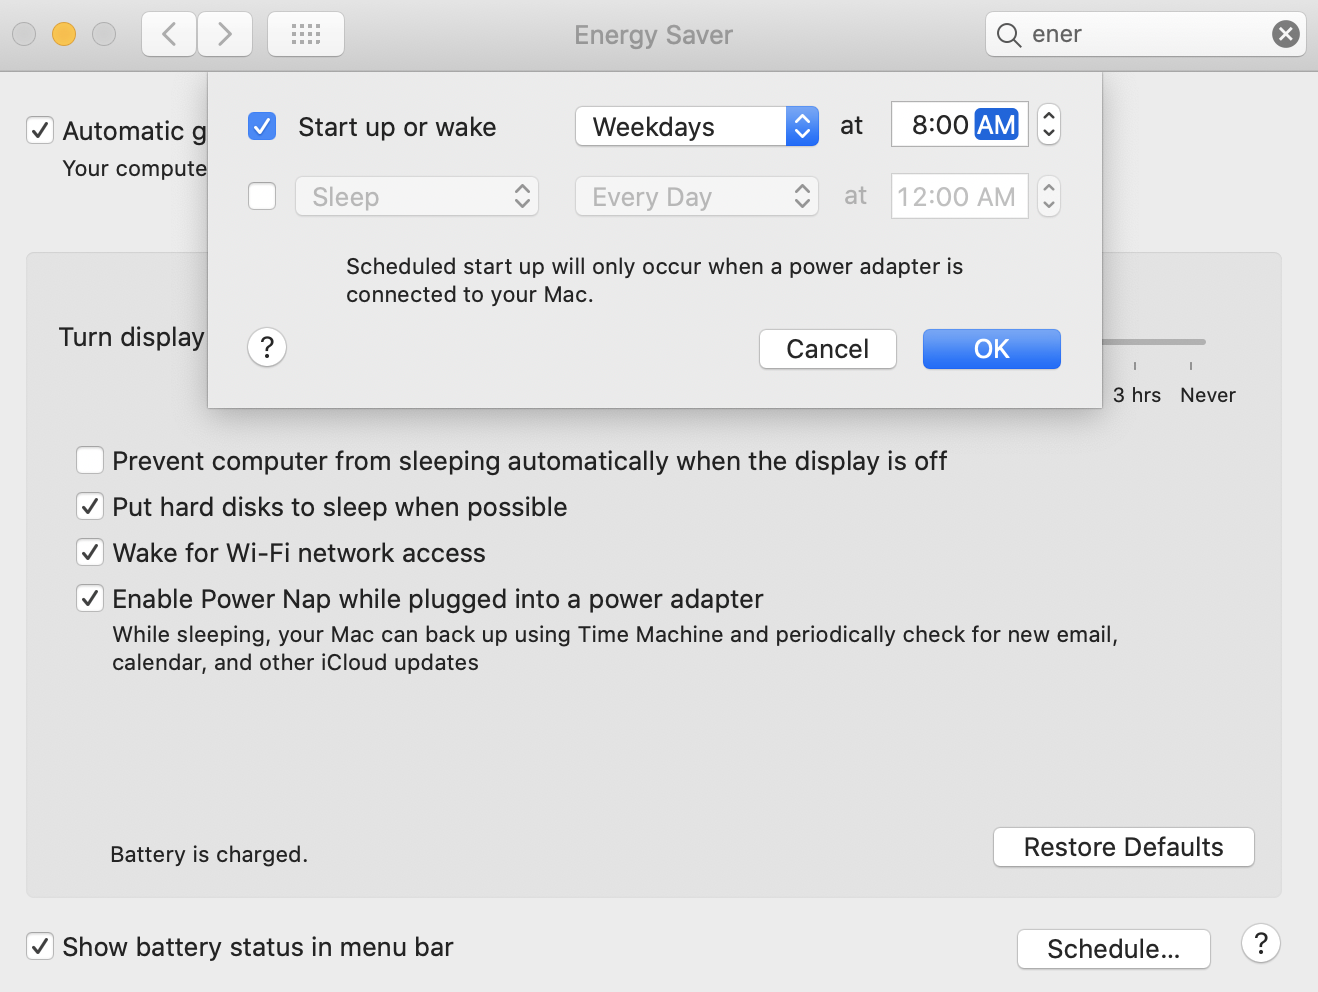 Energy Saver
ener
Automatic g
Your compute
Start up or wake Weekdays at 8:00 AM
Sleep Every Day at 12:00 AM
Scheduled start up will only occur when a power adapter is
connected to your Mac.
? Cancel OK
Turn display
3 hrs Never
Prevent computer from sleeping automatically when the display is off
Put hard disks to sleep when possible
Wake for Wi-Fi network access
Enable Power Nap while plugged into a power adapter
While sleeping, your Mac can back up using Time Machine and periodically check for new email,
calendar, and other iCloud updates
Battery is charged.
Restore Defaults
Show battery status in menu bar
Schedule... ?